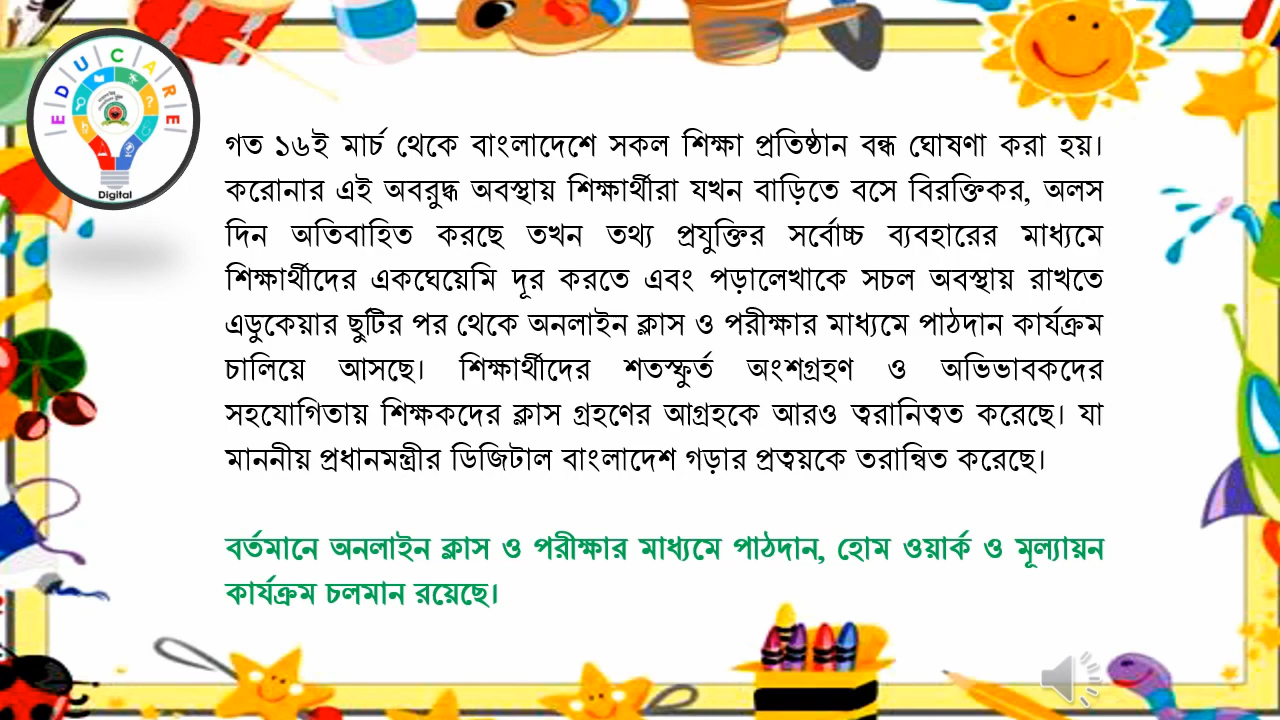 EDUCARE
Digital
গত ১৬ই মার্চ থেকে বাংলাদেশে সকল শিক্ষা প্রতিষ্ঠান বন্ধ ঘোষণা করা হয়।
করোনার এই অবরুদ্ধ অবস্থায় শিক্ষার্থীরা যখন বাড়িতে বসে বিরক্তিকর, অলস
দিন অতিবাহিত করছে তখন তথ্য প্রযুক্তির সর্বোচ্চ ব্যবহারের মাধ্যমে
শিক্ষার্থীদের একঘেয়েমি দূর করতে এবং পড়ালেখাকে সচল অবস্থায় রাখতে
এডুকেয়ার ছুটির পর থেকে অনলাইন ক্লাস ও পরীক্ষার মাধ্যমে পাঠদান কার্যক্রম
চালিয়ে আসছে। শিক্ষার্থীদের শতস্ফুর্ত অংশগ্রহণ ও অভিভাবকদের
সহযোগিতায় শিক্ষকদের ক্লাস গ্রহণের আগ্রহকে আরও ত্বরানিত্বত করেছে। যা
মাননীয় প্রধানমন্ত্রীর ডিজিটাল বাংলাদেশ গড়ার প্রত্বয়কে তরান্বিত করেছে।
বর্তমানে অনলাইন ক্লাস ও পরীক্ষার মাধ্যমে পাঠদান, হোম ওয়ার্ক ও মূল্যায়ন
কার্যক্রম চলমান রয়েছে।